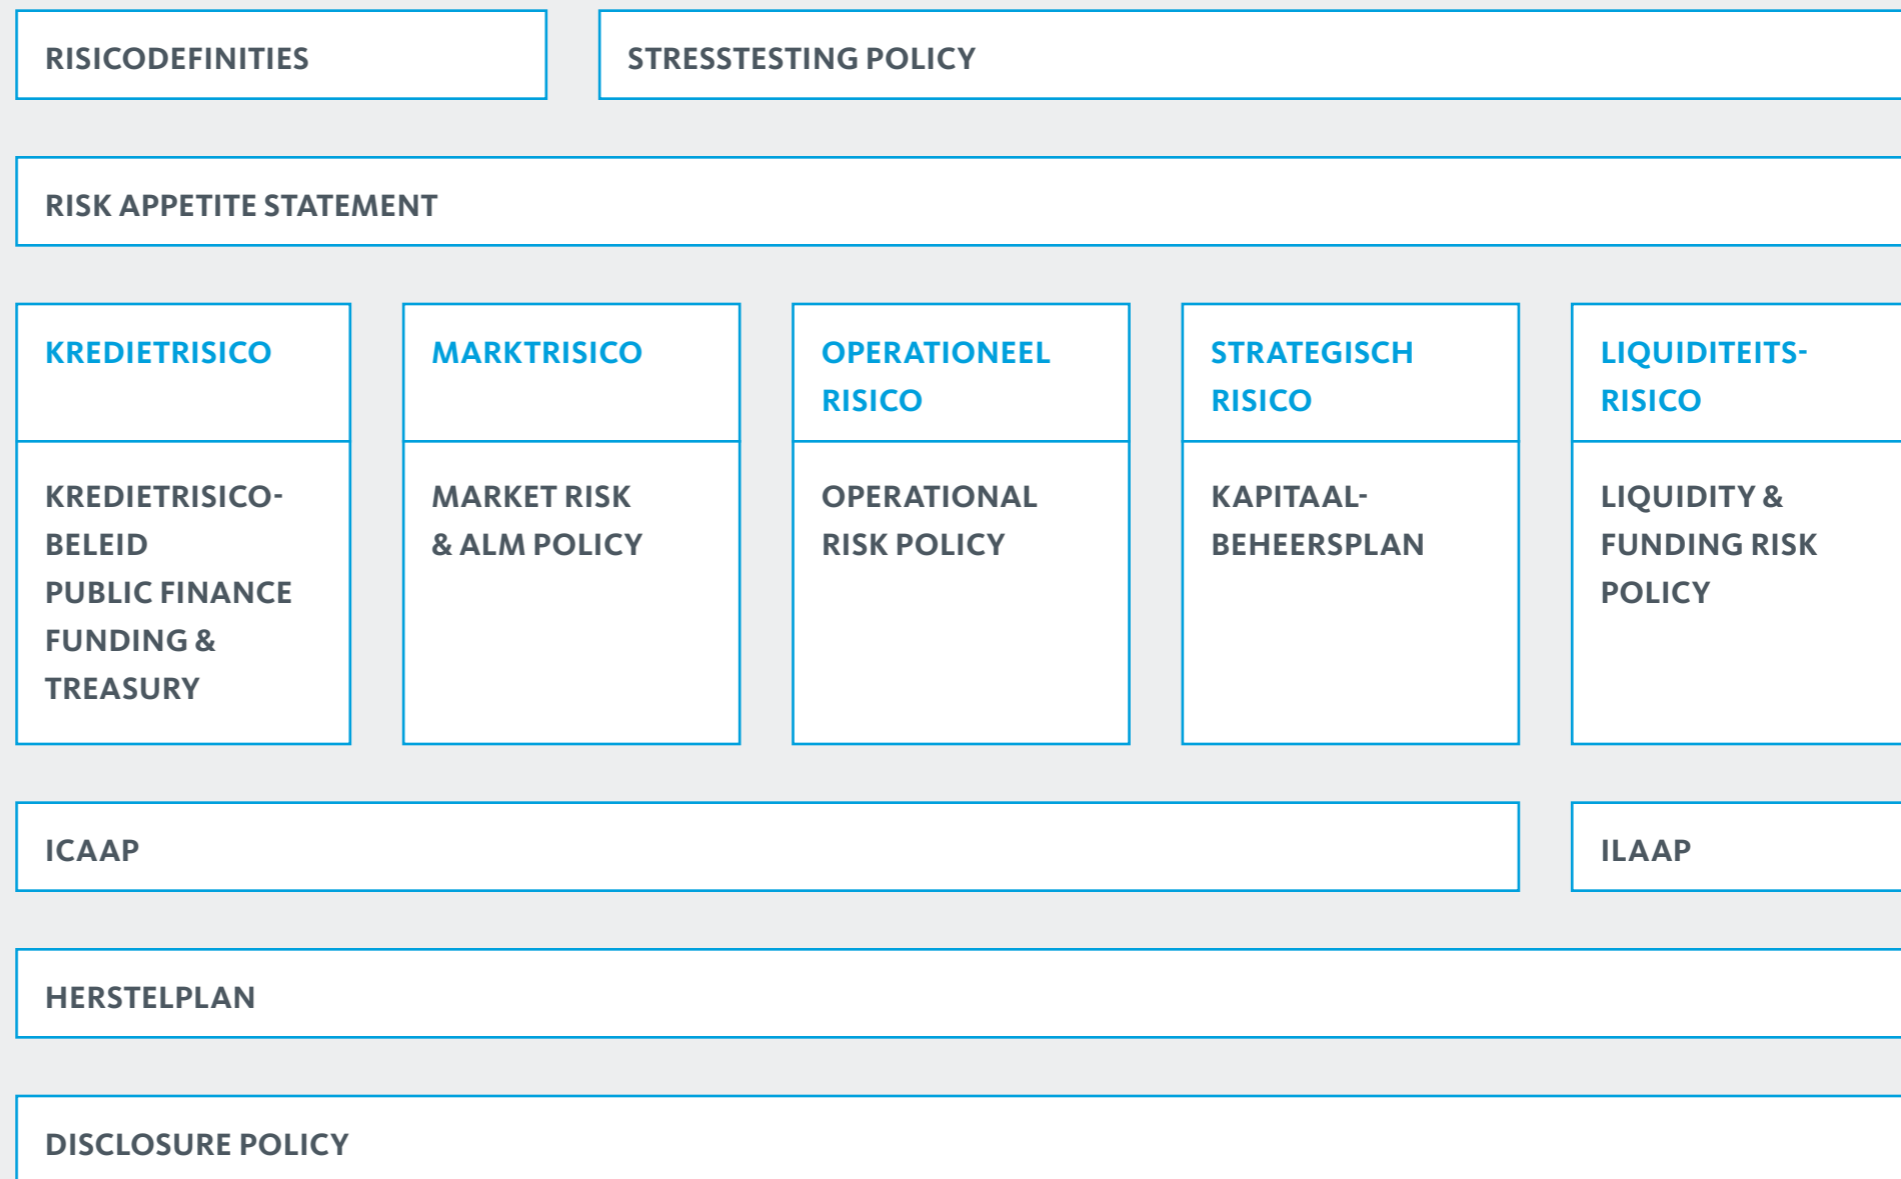 RISICODEFINITIES
STRESSTESTING POLICY
RISK APPETITE STATEMENT
KREDIETRISICO
KREDIETRISICO-
BELEID
PUBLIC FINANCE
FUNDING &
TREASURY
MARKTRISICO
MARKET RISK
& ALM POLICY
OPERATIONEEL
RISICO
OPERATIONAL
RISK POLICY
STRATEGISCH
RISICO
KAPITAAL-
BEHEERSPLAN
LIQUIDITEITS-
RISICO
LIQUIDITY &
FUNDING RISK
POLICY
ICAAP
ILAAP
HERSTELPLAN
DISCLOSURE POLICY